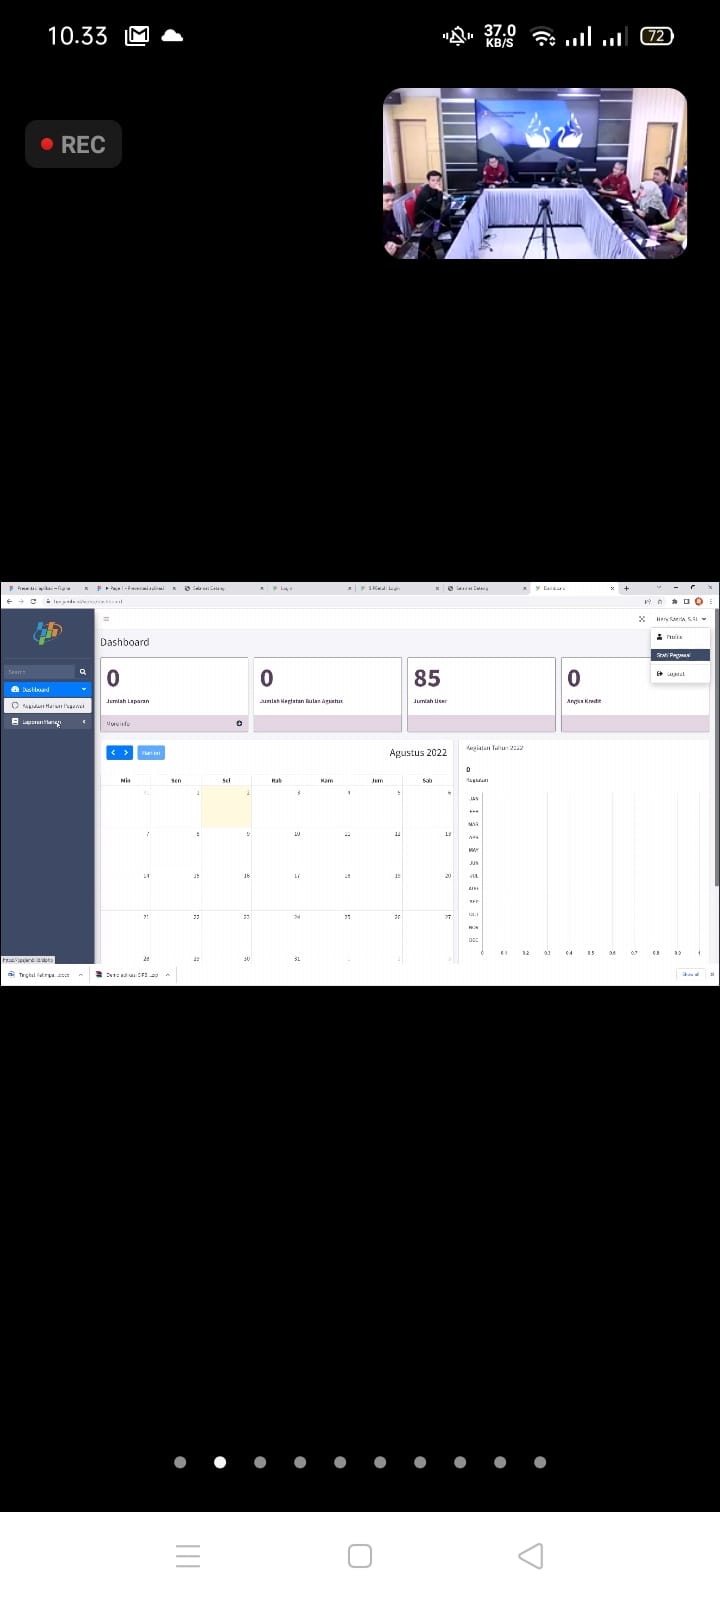 10.33
37.0
KB/S
72
REC
Dashboard
Search
Dashboard
Kegiatan Harian Pegawai
Laporan Harian
Profile
Staf/Pegawai
Logout
0
Jumlah Laporan
More info
0
Jumlah Kegiatan Bulan Agustus
85
Jumlah User
0
Angka Kredit
Hari ini
Agustus 2022
Min Sen Sel Rab Kam Jum Sab
31 1 2 3 4 5 6
7 8 9 10 11 12 13
14 15 16 17 18 19 20
21 22 23 24 25 26 27
28 29 30 31
Kegiatan Tahun 2022
0
Kegiatan
JAN
FEB
MAR
APR
MAY
JUN
JUL
AUG
SEP
OCT
NOV
DEC
0 0.1 0.2 0.3 0.4 0.5 0.6 0.7 0.8 0.9 1
Show all